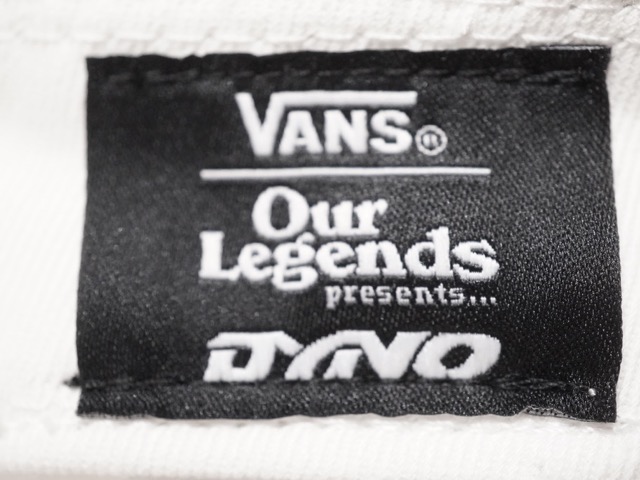 VANS®
Our
Legends
presents...
DYNO